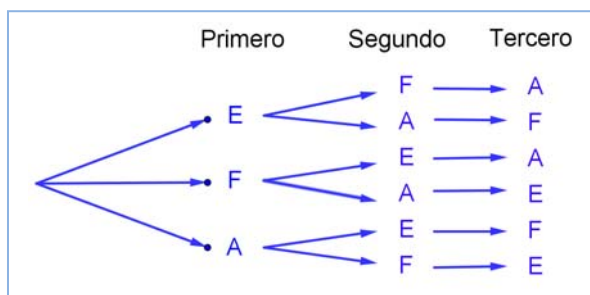 Primero Segundo Tercero
F A
E
A F
E A
F
A E
E F
A
F E